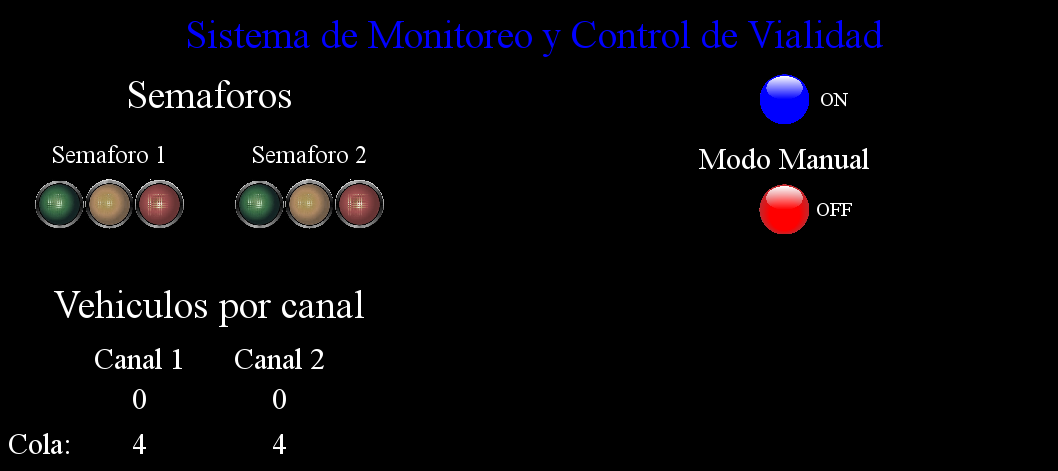 Sistema de Monitoreo y Control de Vialidad
Semaforos
ON
Semaforo 1 Semaforo 2
Modo Manual
OFF
Vehiculos por canal
Canal 1 Canal 2
0 0
Cola: 4 4